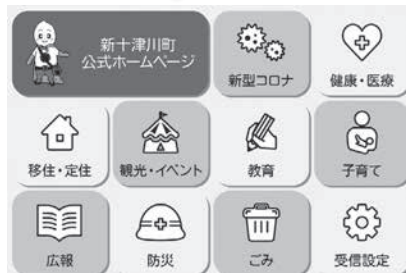 新十津川町
公式ホームページ
新型コロナ
健康・医療
移住・定住
観光・イベント
教育
子育て
広報
防災
ごみ
受信設定